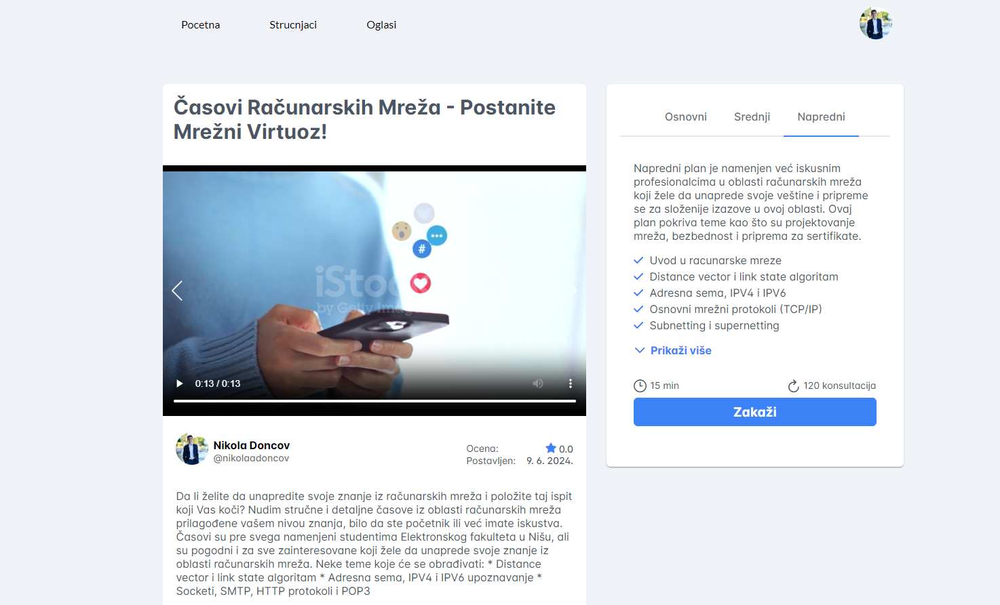 Pocetna
Strucnjaci
Oglasi
Časovi Računarskih Mreža - Postanite
Mrežni Virtuoz!
#
by Getty Imag
0:13 / 0:13
Nikola Doncov
@nikolaadoncov
Ocena: 0.0
Postavljen: 9. 6. 2024.
Da li želite da unapredite svoje znanje iz računarskih mreža i položite taj ispit
koji Vas koči? Nudim stručne i detaljne časove iz oblasti računarskih mreža
prilagođene vašem nivou znanja, bilo da ste početnik ili već imate iskustva.
Časovi su pre svega namenjeni studentima Elektronskog fakulteta u Nišu, ali
su pogodni i za sve zainteresovane koji žele da unaprede svoje znanje iz
oblasti računarskih mreža. Neke teme koje će se obrađivati: * Distance
vector i link state algoritam * Adresna sema, IPV4 i IPV6 upoznavanje *
Socketi, SMTP, HTTP protokoli i POP3
Osnovni
Srednji
Napredni
Napredni plan je namenjen već iskusnim
profesionalcima u oblasti računarskih mreža
koji žele da unaprede svoje veštine i pripreme
se za složenije izazove u ovoj oblasti. Ovaj
plan pokriva teme kao što su projektovanje
mreža, bezbednost i priprema za sertifikate.
Uvod u racunarske mreze
Distance vector i link state algoritam
Adresna sema, IPV4 i IPV6
Osnovni mrežni protokoli (TCP/IP)
Subnetting i supernetting
Prikaži više
15 min
120 konsultacija
Zakaži